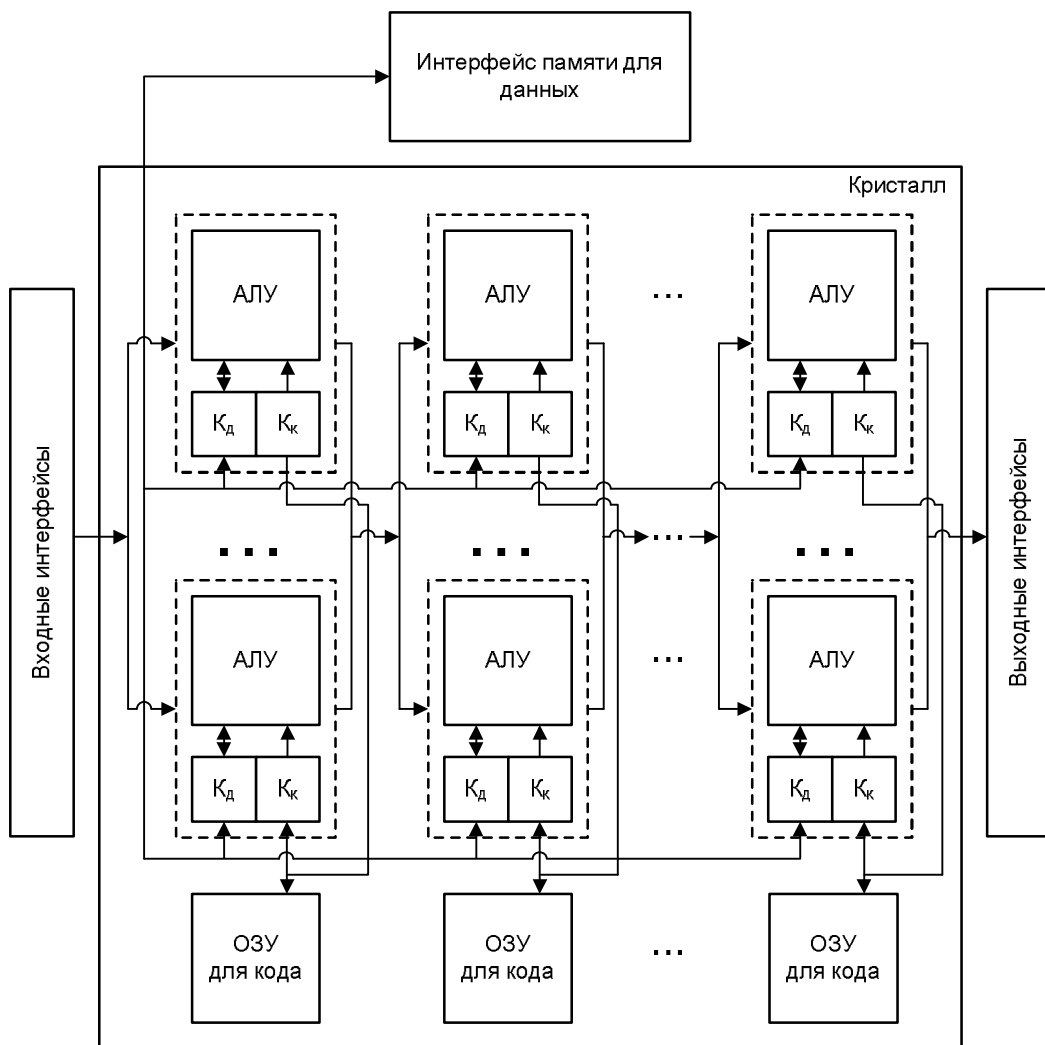 Интерфейс памяти для
данных
Кристалл
АЛУ АЛУ ... АЛУ
Кд Кк Кд Кк Кд Кк
Входные интерфейсы
... ... ... ...
Выходные интерфейсы
АЛУ АЛУ ... АЛУ
Кд Кк Кд Кк Кд Кк
ОЗУ ОЗУ ... ОЗУ
для кода для кода для кода